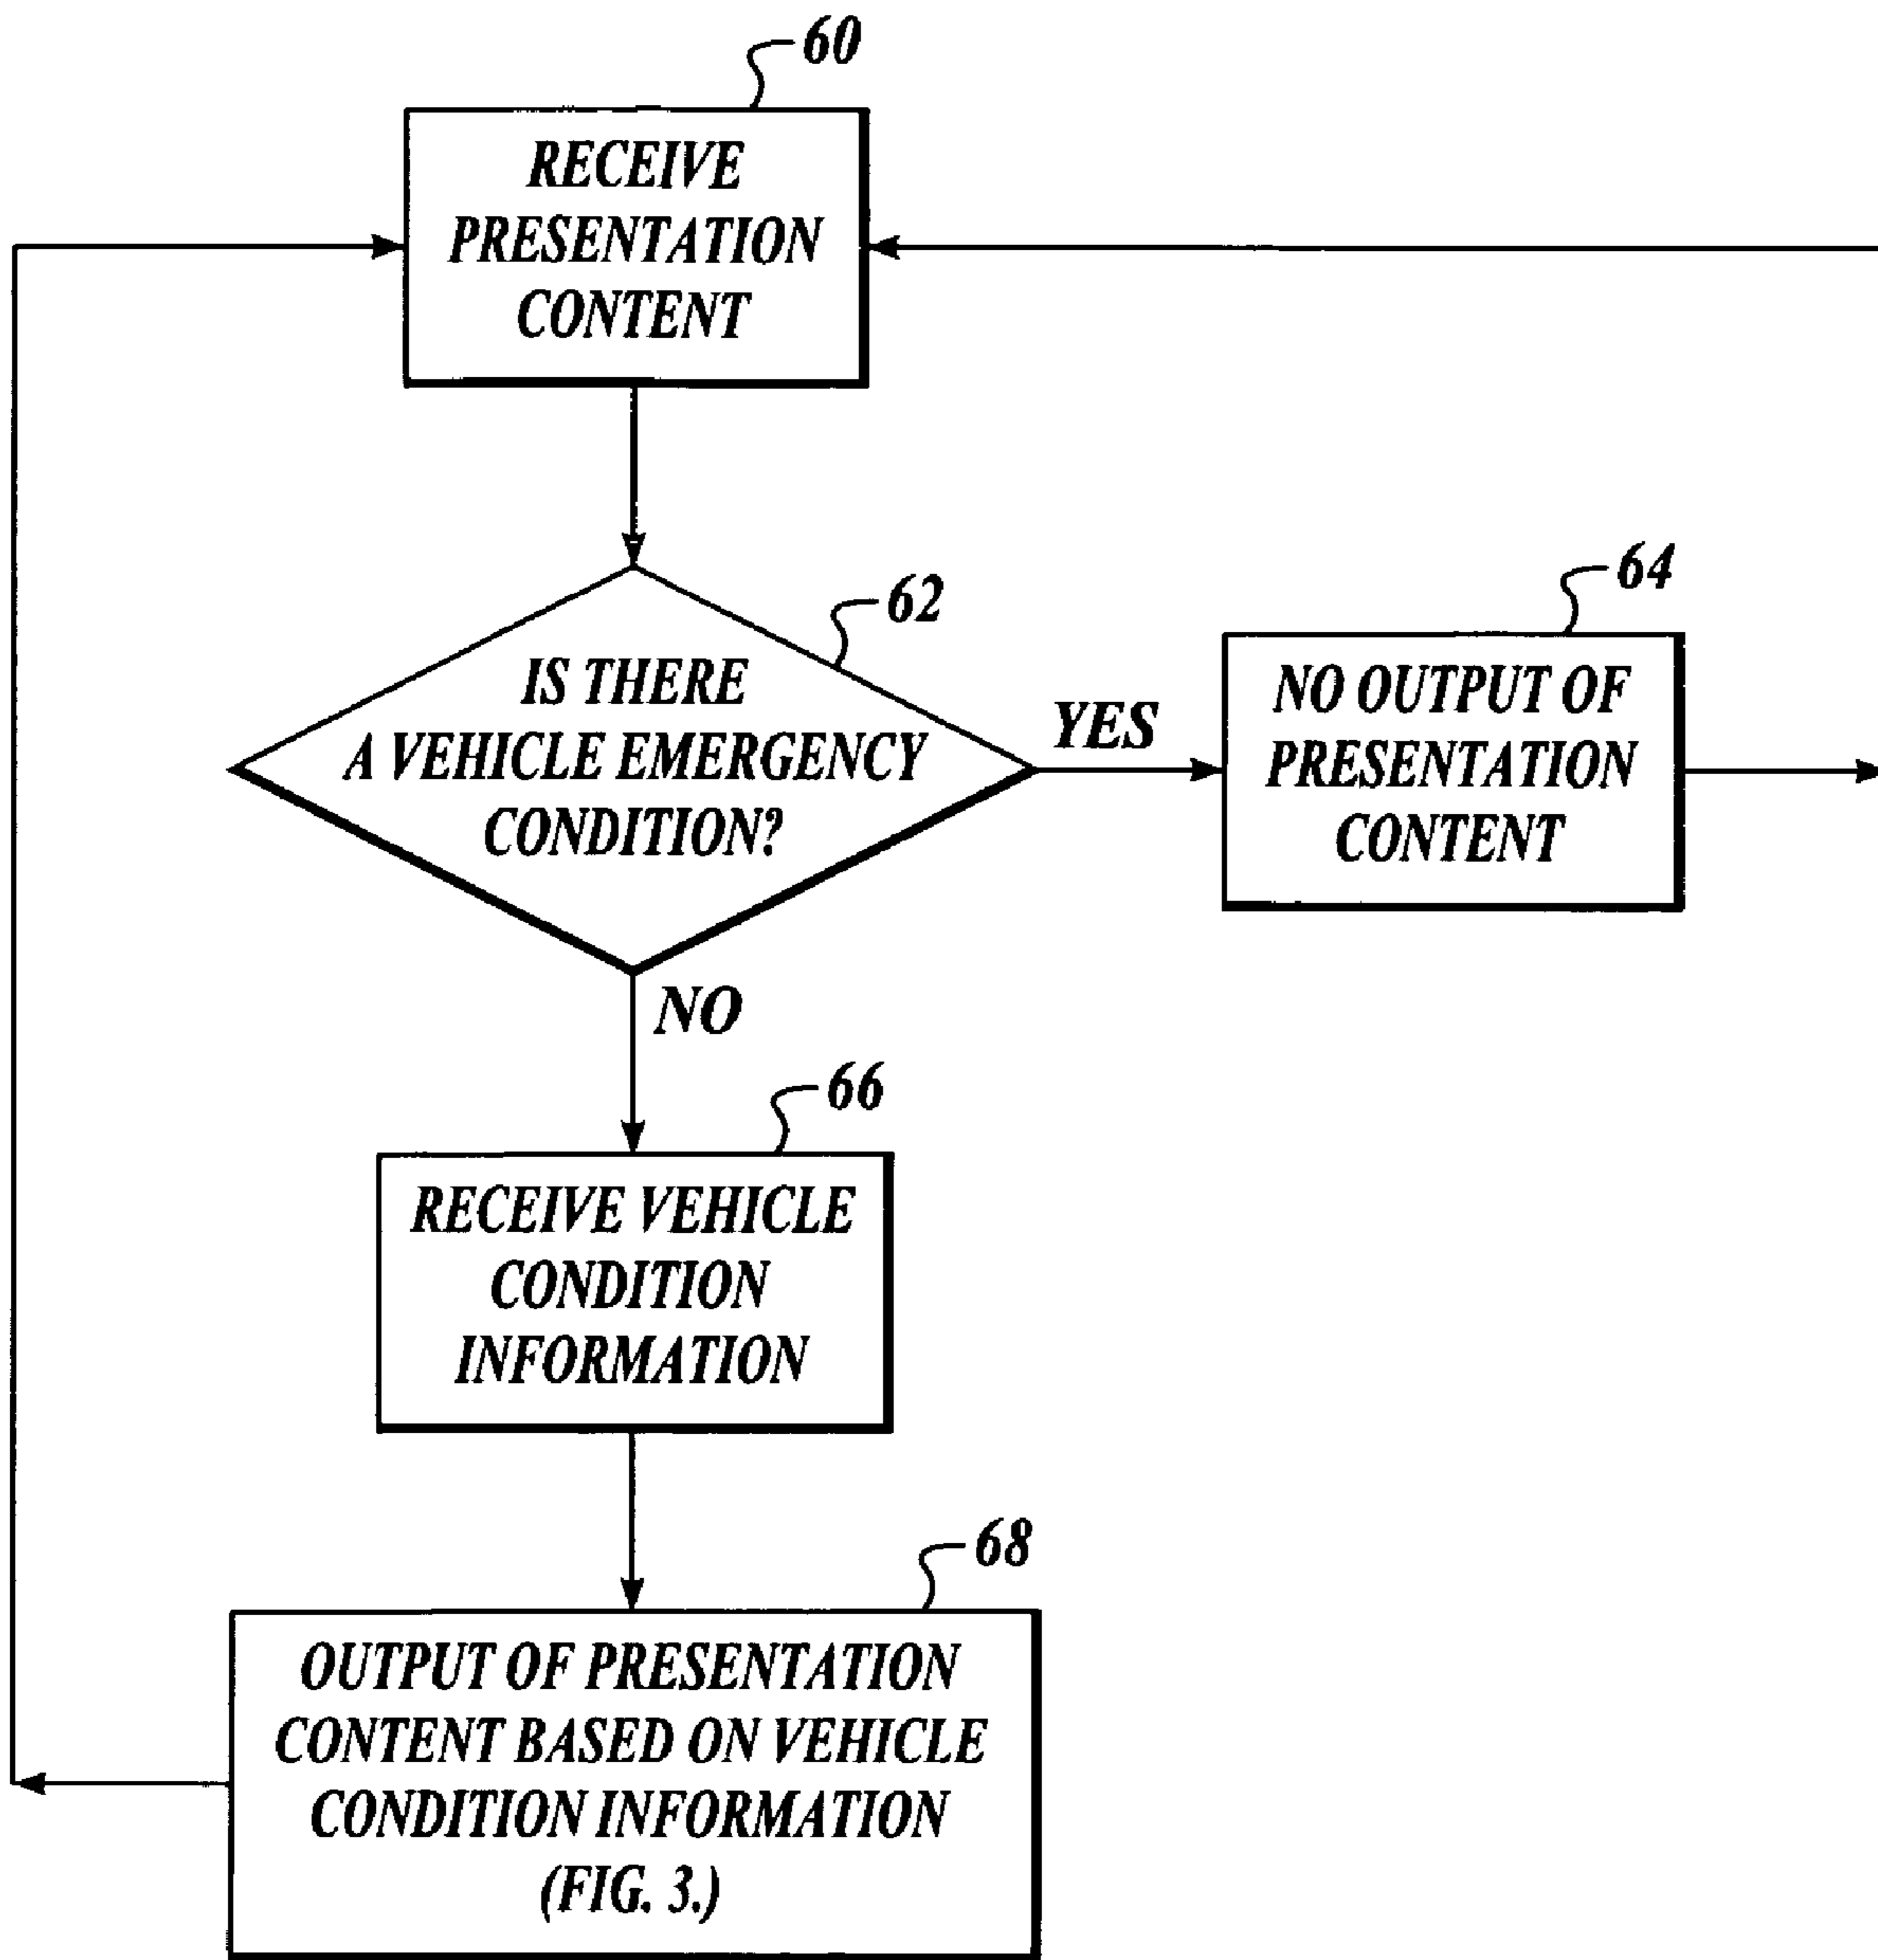 60
RECEIVE
PRESENTATION
CONTENT
62
IS THERE
A VEHICLE EMERGENCY
CONDITION?
YES
64
NO OUTPUT OF
PRESENTATION
CONTENT
NO
66
RECEIVE VEHICLE
CONDITION
INFORMATION
68
OUTPUT OF PRESENTATION
CONTENT BASED ON VEHICLE
CONDITION INFORMATION
(FIG. 3.)